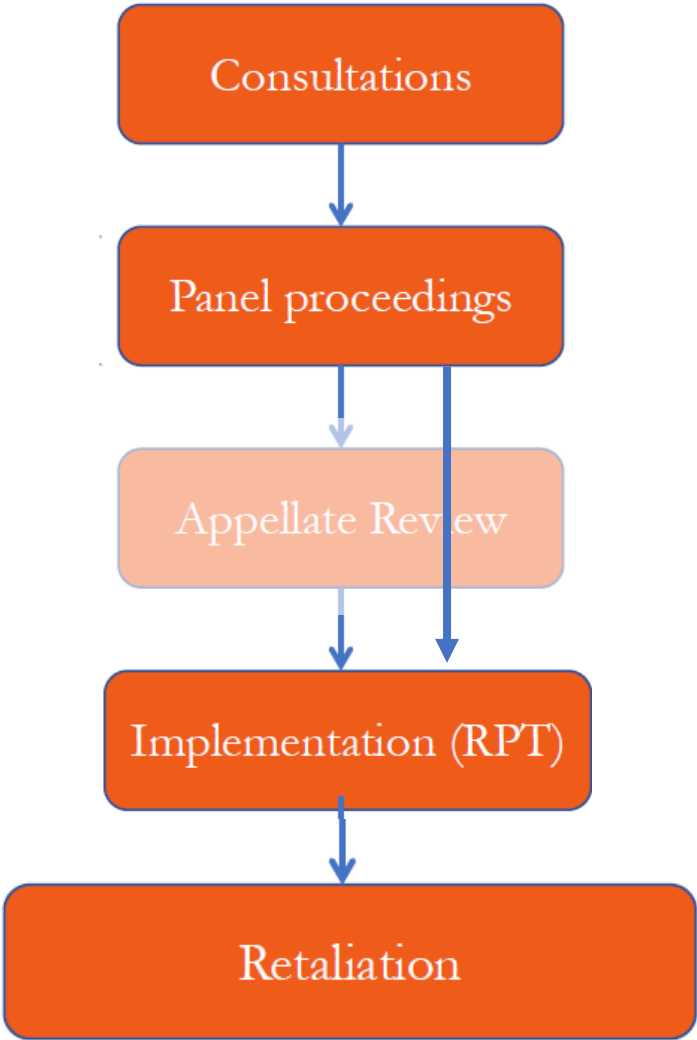 Consultations
Panel proceedings
Appellate Review
Implementation (RPT)
Retaliation